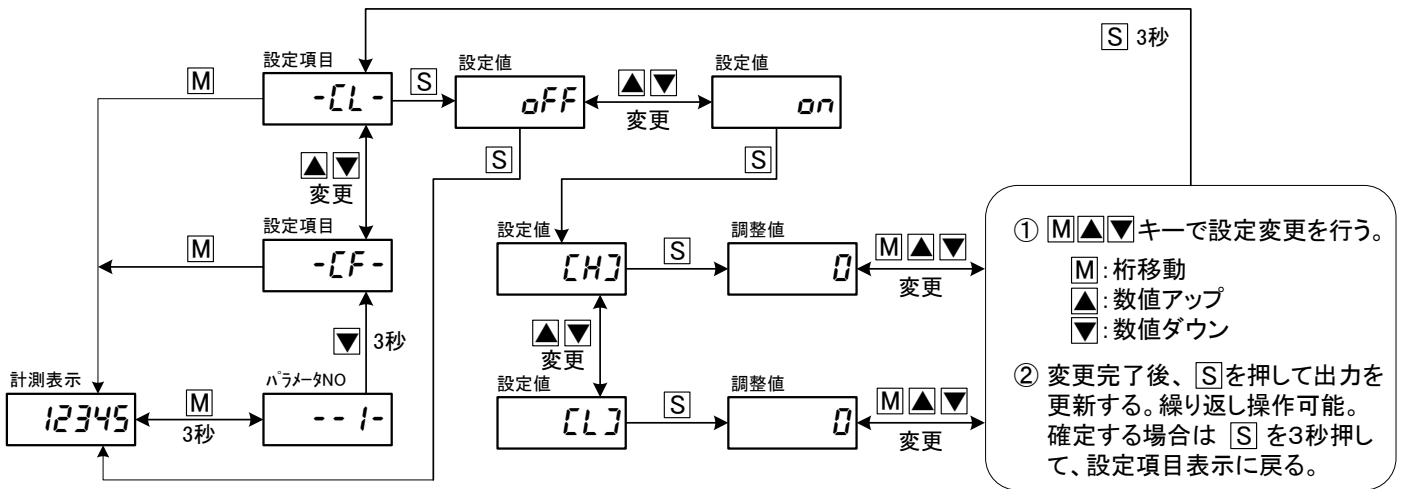 S 3秒
設定項目
M
-CL-
S
設定値
oFF
▲▼
変更
設定値
on
S
S
▲▼
変更
設定項目
M
-CF-
▼ 3秒
計測表示
12345
M
3秒
パラメータNO
--1-
設定値
[H]
S
調整値
0
M▲▼
変更
▲▼
変更
設定値
[L]
S
調整値
0
M▲▼
変更
① M▲▼キーで設定変更を行う。
M:桁移動
▲:数値アップ
▼:数値ダウン
② 変更完了後、Sを押して出力を
更新する。繰り返し操作可能。
確定する場合は S を3秒押し
て、設定項目表示に戻る。